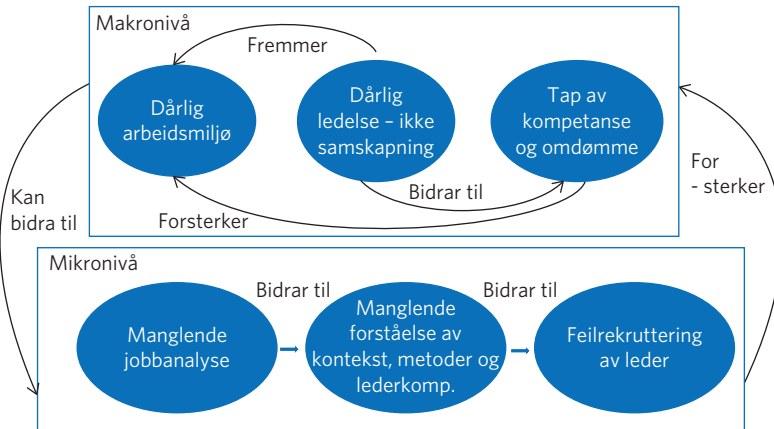 Makronivå
Fremmer
Dårlig
arbeidsmiljø
Dårlig
ledelse – ikke
samskapning
Tap av
kompetanse
og omdømme
Bidrar til
Forsterker
Kan
bidra til
For
- sterker
Mikronivå
Manglende
jobbanalyse
Bidrar til
Manglende
forståelse av
kontekst, metoder og
lederkomp.
Bidrar til
Feilrekruttering
av leder